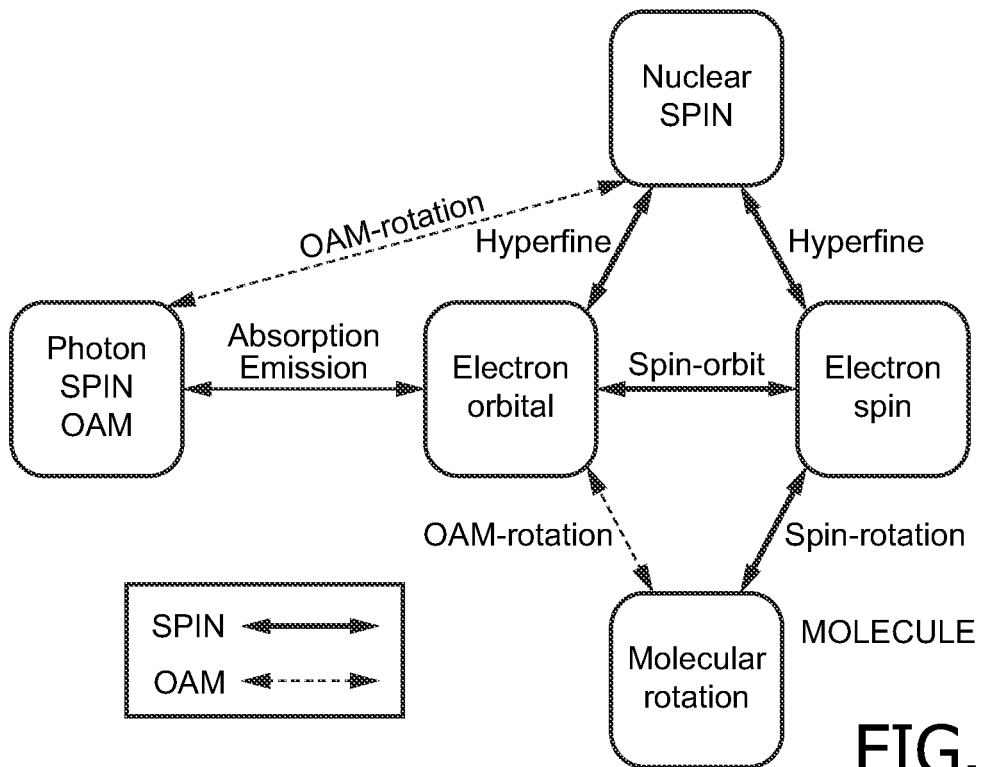 Nuclear
SPIN
OAM-rotation
Hyperfine
Hyperfine
Photon
SPIN
OAM
Absorption
Emission
Electron
orbital
Spin-orbit
Electron
spin
OAM-rotation
Spin-rotation
SPIN
OAM
Molecular
rotation
MOLECULE
FIG.